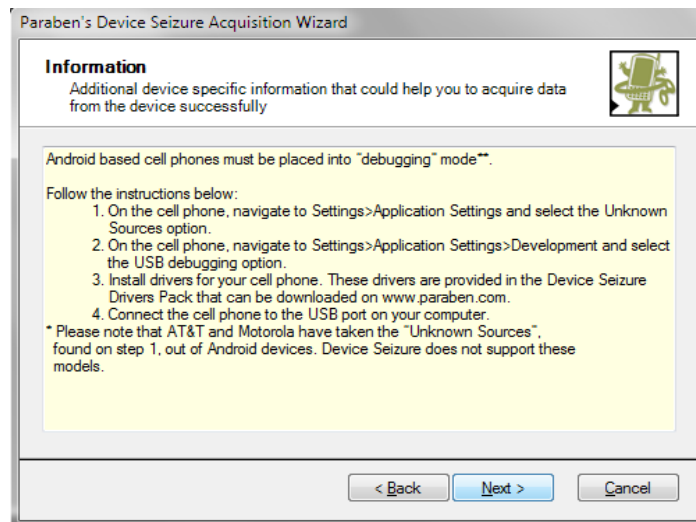 Paraben's Device Seizure Acquisition Wizard
Information
Additional device specific information that could help you to acquire data
from the device successfully
Android based cell phones must be placed into "debugging" mode**.
Follow the instructions below:
1. On the cell phone, navigate to Settings>Application Settings and select the Unknown
Sources option.
2. On the cell phone, navigate to Settings>Application Settings>Development and select
the USB debugging option.
3. Install drivers for your cell phone. These drivers are provided in the Device Seizure
Drivers Pack that can be downloaded on www.paraben.com.
4. Connect the cell phone to the USB port on your computer.
* Please note that AT&T and Motorola have taken the "Unknown Sources",
found on step 1, out of Android devices. Device Seizure does not support these
models.
< Back
Next >
Cancel